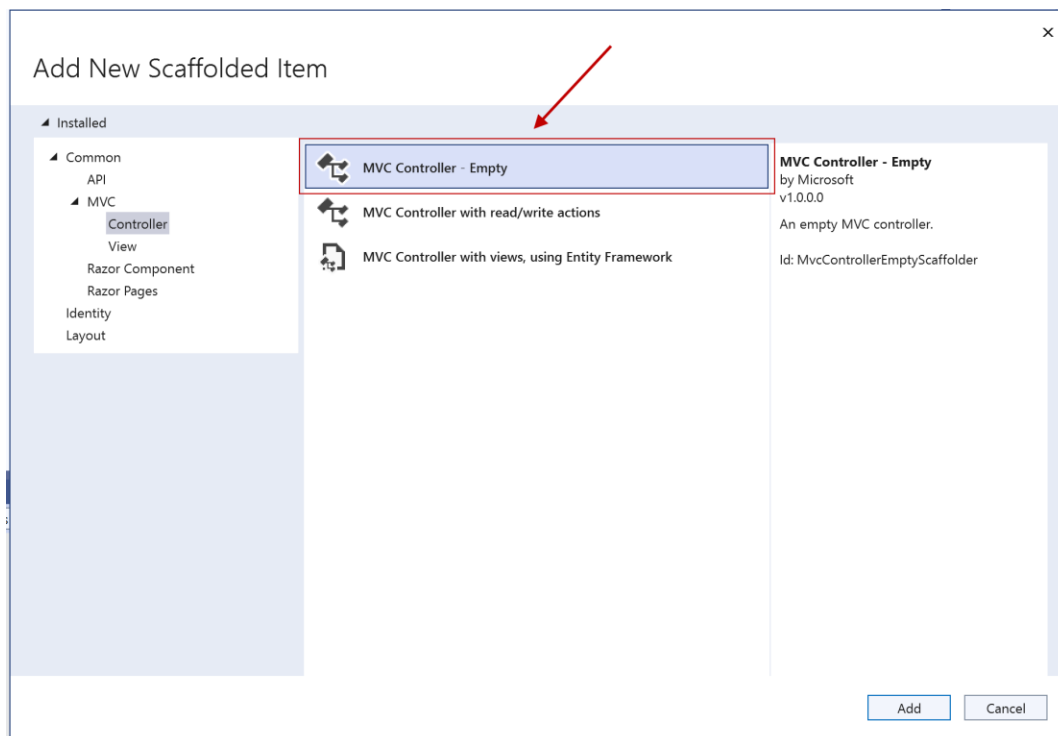 Add New Scaffolded Item
Installed
Common
API
MVC
Controller
View
Razor Component
Razor Pages
Identity
Layout
MVC Controller - Empty
MVC Controller with read/write actions
MVC Controller with views, using Entity Framework
MVC Controller - Empty
by Microsoft
v1.0.0.0
An empty MVC controller.
Id: MvcControllerEmptyScaffolder
Add
Cancel